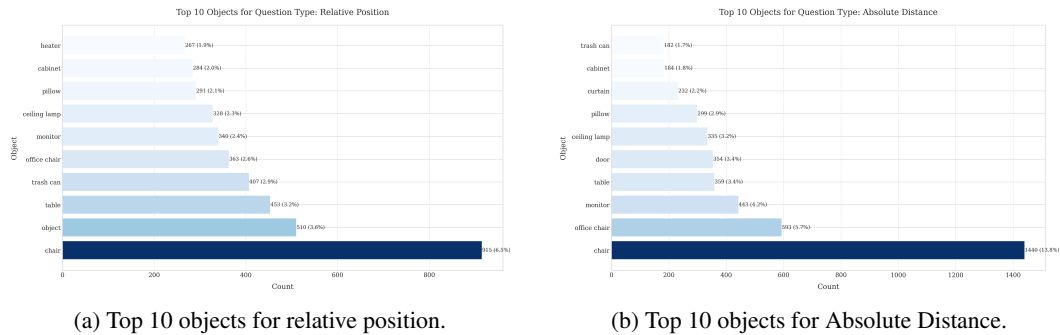 Top 10 Objects for Question Type: Relative Position
heater
267 (1.9%)
cabinet
284 (2.0%)
pillow
291 (2.1%)
ceiling lamp
328 (2.3%)
monitor
340 (2.4%)
office chair
363 (2.6%)
trash can
407 (2.9%)
table
453 (3.2%)
object
510 (3.6%)
chair
915 (6.5%)
Object
0 200 400 600 800
Count
(a) Top 10 objects for relative position.
Top 10 Objects for Question Type: Absolute Distance
trash can
182 (1.7%)
cabinet
184 (1.8%)
curtain
232 (2.2%)
pillow
299 (2.9%)
ceiling lamp
335 (3.2%)
door
354 (3.4%)
table
359 (3.4%)
monitor
443 (4.2%)
office chair
593 (5.7%)
chair
1440 (13.8%)
Object
0 200 400 600 800 1000 1200 1400
Count
(b) Top 10 objects for Absolute Distance.